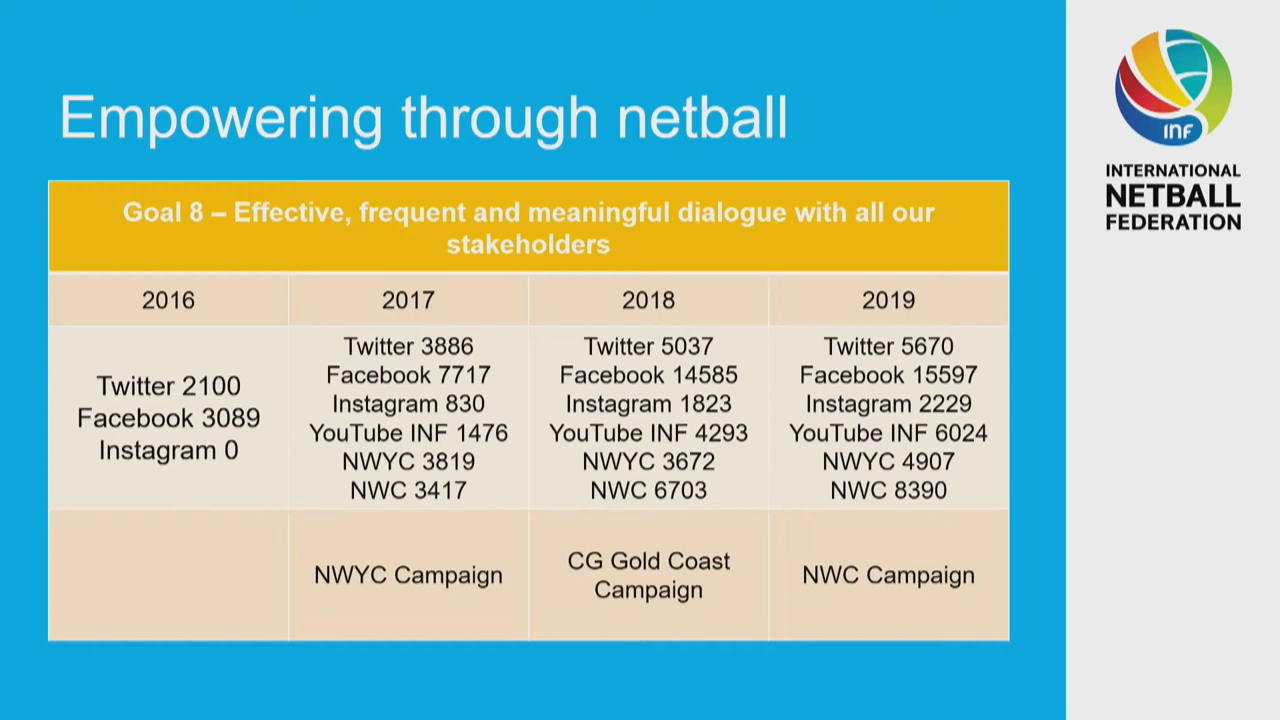 Empowering through netball
INF
INTERNATIONAL
NETBALL
FEDERATION
Goal 8 – Effective, frequent and meaningful dialogue with all our
stakeholders
2016
2017
2018
2019
Twitter 2100
Facebook 3089
Instagram 0
Twitter 3886
Facebook 7717
Instagram 830
YouTube INF 1476
NWYC 3819
NWC 3417
Twitter 5037
Facebook 14585
Instagram 1823
YouTube INF 4293
NWYC 3672
NWC 6703
Twitter 5670
Facebook 15597
Instagram 2229
YouTube INF 6024
NWYC 4907
NWC 8390
NWYC Campaign
CG Gold Coast
Campaign
NWC Campaign